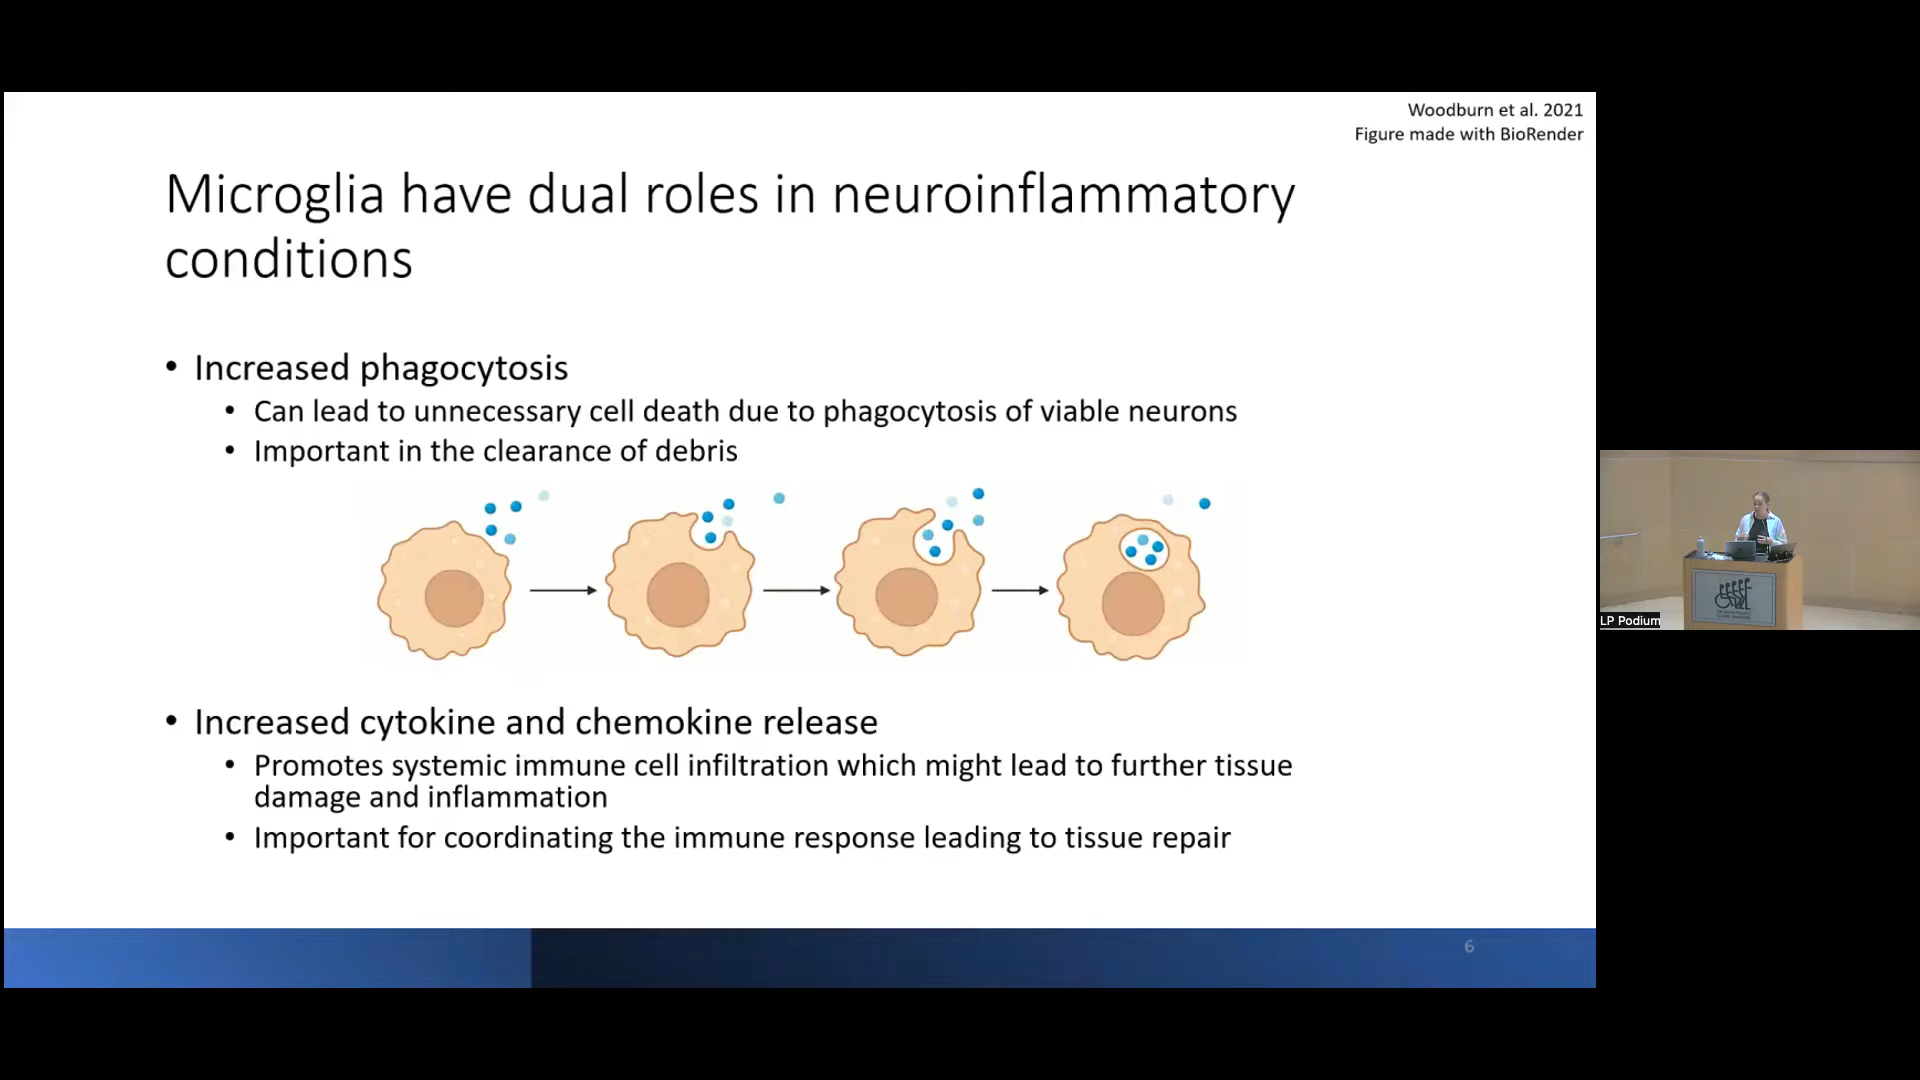 Woodburn et al. 2021
Figure made with BioRender
Microglia have dual roles in neuroinflammatory
conditions
• Increased phagocytosis
• Can lead to unnecessary cell death due to phagocytosis of viable neurons
• Important in the clearance of debris
• Increased cytokine and chemokine release
• Promotes systemic immune cell infiltration which might lead to further tissue
damage and inflammation
• Important for coordinating the immune response leading to tissue repair
6
LP Podium